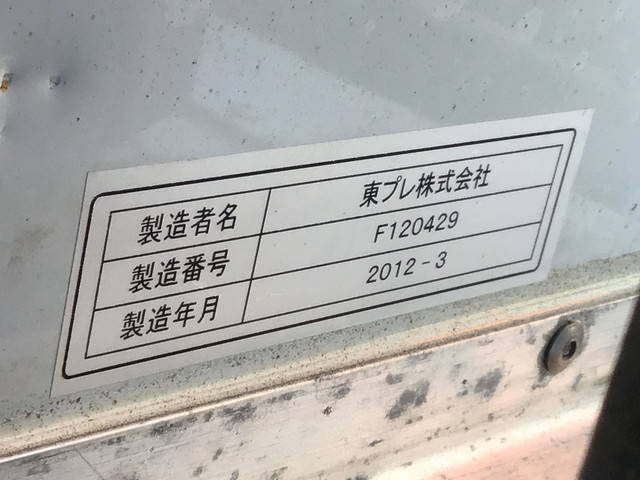 製造者名 東プレ株式会社
製造番号 F120429
製造年月 2012-3